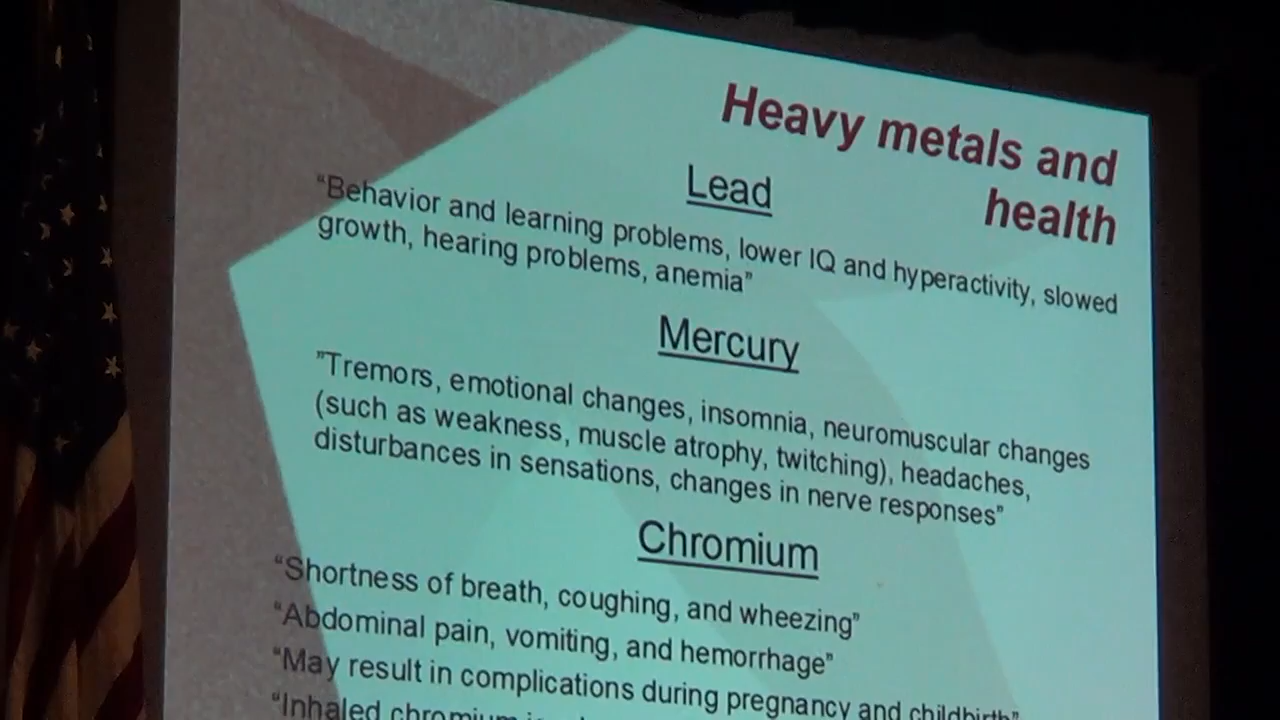 Heavy metals and
health
Lead
“Behavior and learning problems, lower IQ and hyperactivity, slowed
growth, hearing problems, anemia”
Mercury
”Tremors, emotional changes, insomnia, neuromuscular changes
(such as weakness, muscle atrophy, twitching), headaches,
disturbances in sensations, changes in nerve responses”
Chromium
“Shortness of breath, coughing, and wheezing”
“Abdominal pain, vomiting, and hemorrhage”
“May result in complications during pregnancy and childbirth”
“Inhaled chromium